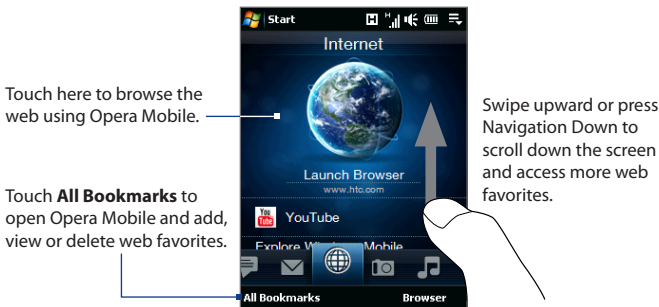 Touch here to browse the
web using Opera Mobile.
Touch All Bookmarks to
open Opera Mobile and add,
view or delete web favorites.
Start
H
Internet
Launch Browser
www.htc.com
You
Tube
YouTube
All Bookmarks
Browser
Swipe upward or press
Navigation Down to
scroll down the screen
and access more web
favorites.